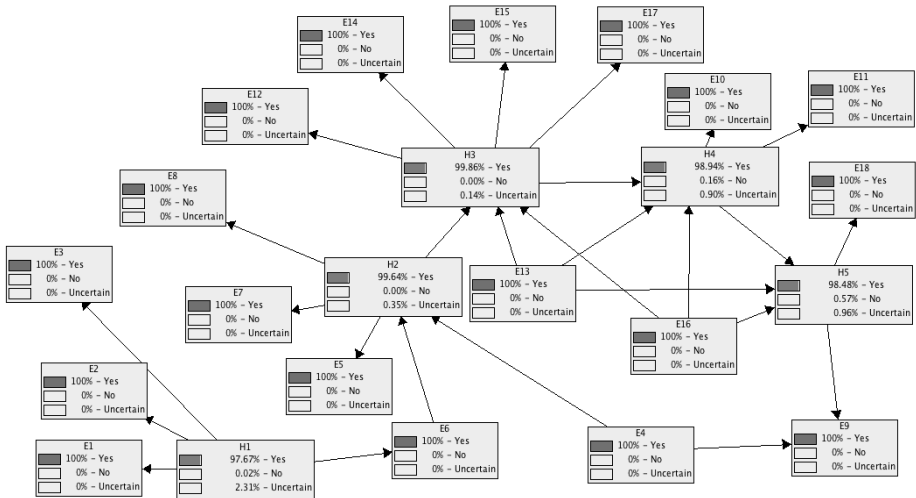 E14
100% – Yes
0% – No
0% – Uncertain
E15
100% – Yes
0% – No
0% – Uncertain
E17
100% – Yes
0% – No
0% – Uncertain
E12
100% – Yes
0% – No
0% – Uncertain
E10
100% – Yes
0% – No
0% – Uncertain
E11
100% – Yes
0% – No
0% – Uncertain
H3
99.86% – Yes
0.00% – No
0.14% – Uncertain
H4
98.94% – Yes
0.16% – No
0.90% – Uncertain
E8
100% – Yes
0% – No
0% – Uncertain
E18
100% – Yes
0% – No
0% – Uncertain
E3
100% – Yes
0% – No
0% – Uncertain
H2
99.64% – Yes
0.00% – No
0.35% – Uncertain
E13
100% – Yes
0% – No
0% – Uncertain
H5
98.48% – Yes
0.57% – No
0.96% – Uncertain
E7
100% – Yes
0% – No
0% – Uncertain
E16
100% – Yes
0% – No
0% – Uncertain
E5
100% – Yes
0% – No
0% – Uncertain
E2
100% – Yes
0% – No
0% – Uncertain
E6
100% – Yes
0% – No
0% – Uncertain
E4
100% – Yes
0% – No
0% – Uncertain
E9
100% – Yes
0% – No
0% – Uncertain
E1
100% – Yes
0% – No
0% – Uncertain
H1
97.67% – Yes
0.02% – No
2.31% – Uncertain